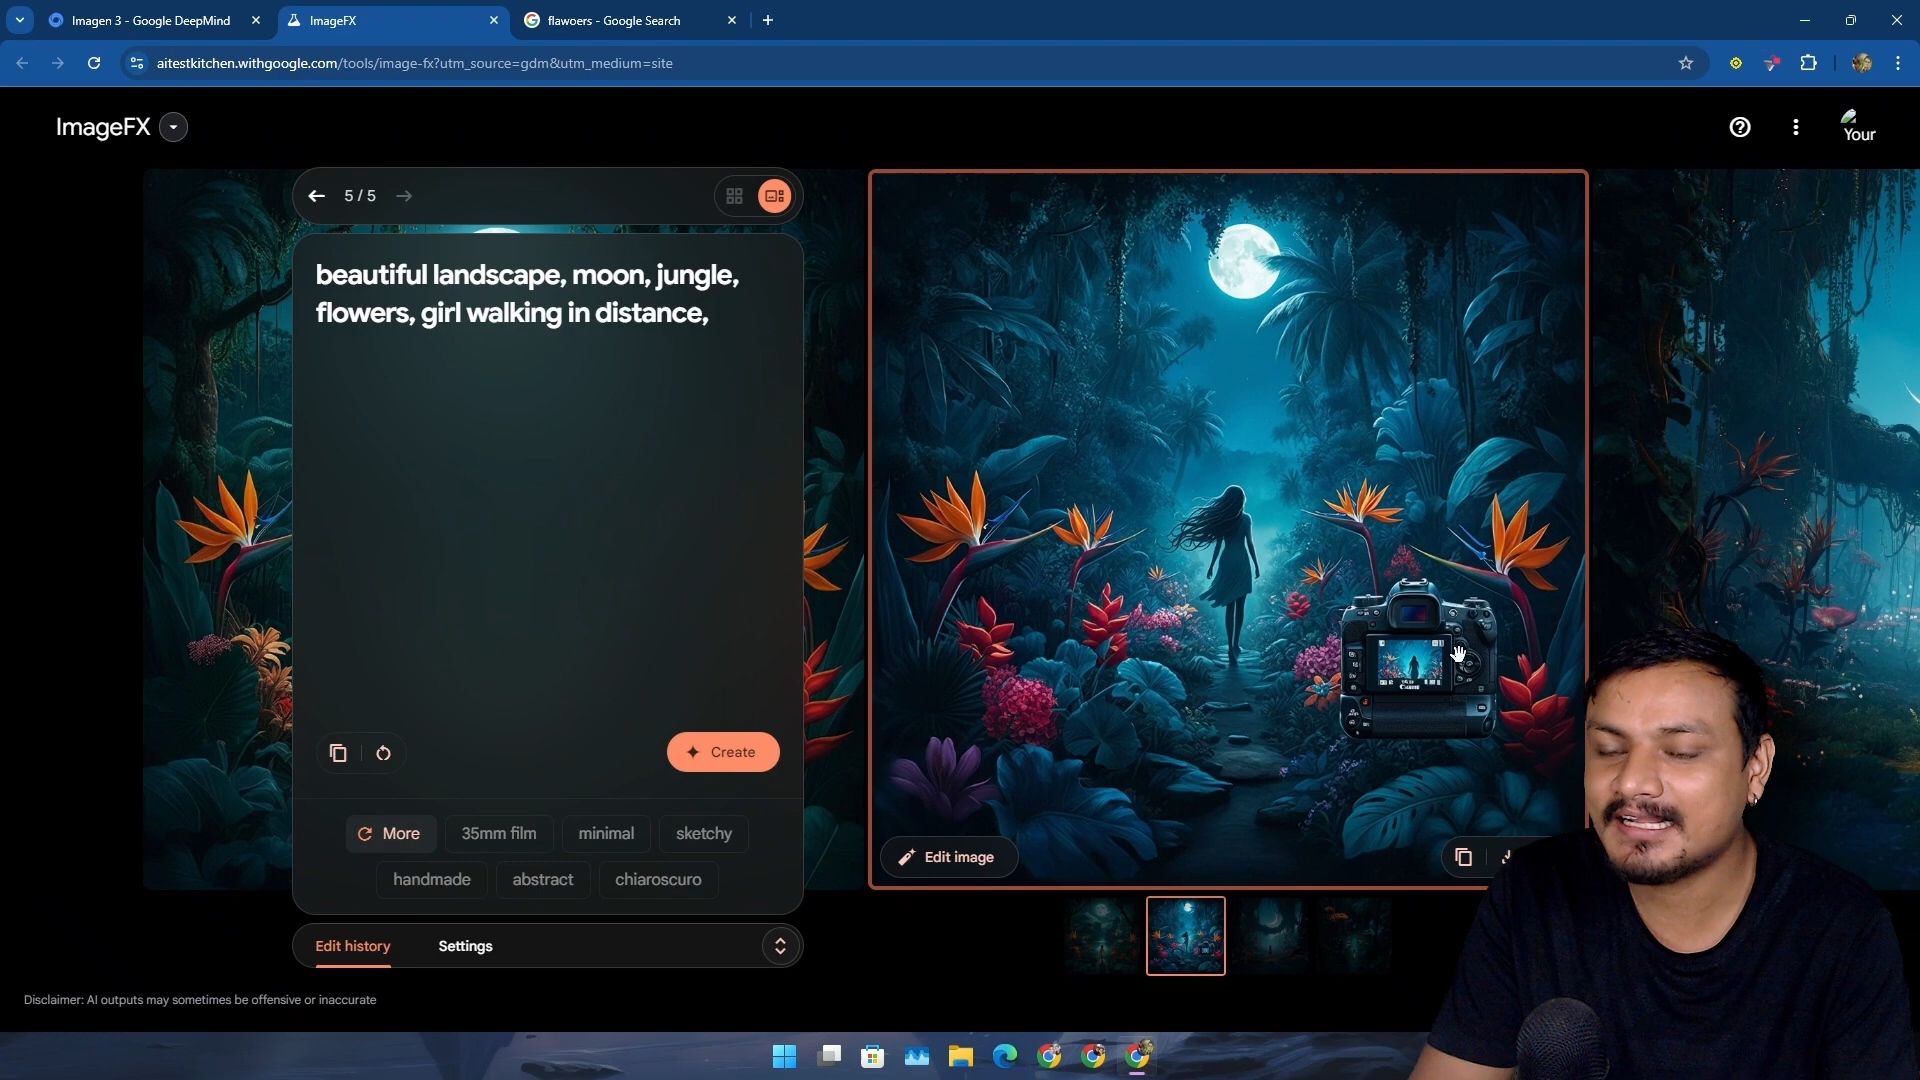 Imagen 3 - Google DeepMind
ImageFX
flawoers - Google Search
aitestkitchen.withgoogle.com/tools/image-fx?utm_source=gdm&utm_medium=site
ImageFX
Your
5 / 5
beautiful landscape, moon, jungle,
flowers, girl walking in distance,
Create
More
35mm film
minimal
sketchy
handmade
abstract
chiaroscuro
Edit image
Edit history
Settings
Disclaimer: AI outputs may sometimes be offensive or inaccurate